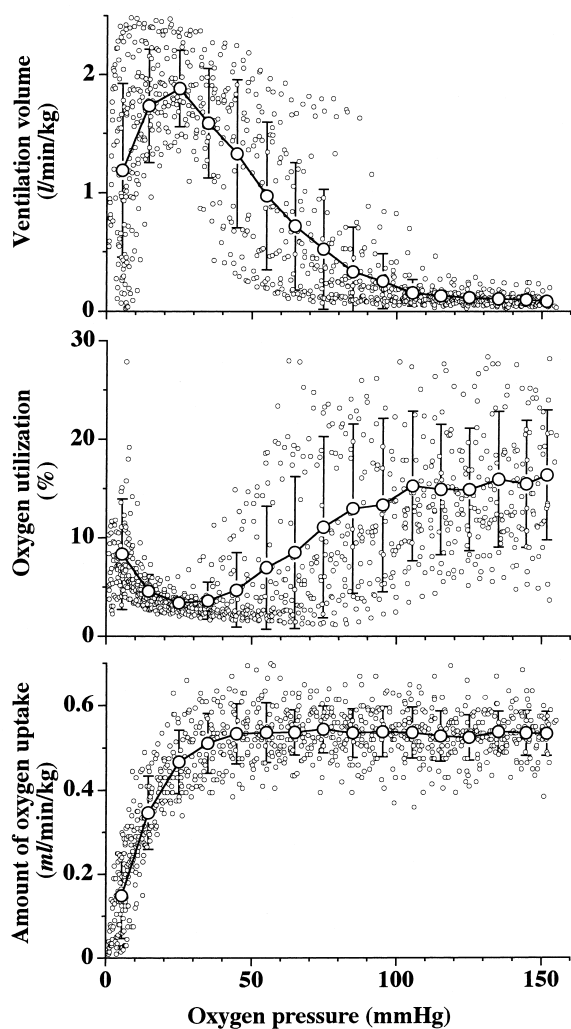 Ventilation volume
(l/min/kg)
2
1
0
Oxygen utilization
(%)
30
20
10
0
Amount of oxygen uptake
(ml/min/kg)
0.6
0.4
0.2
0
0
50
100
150
Oxygen pressure (mmHg)